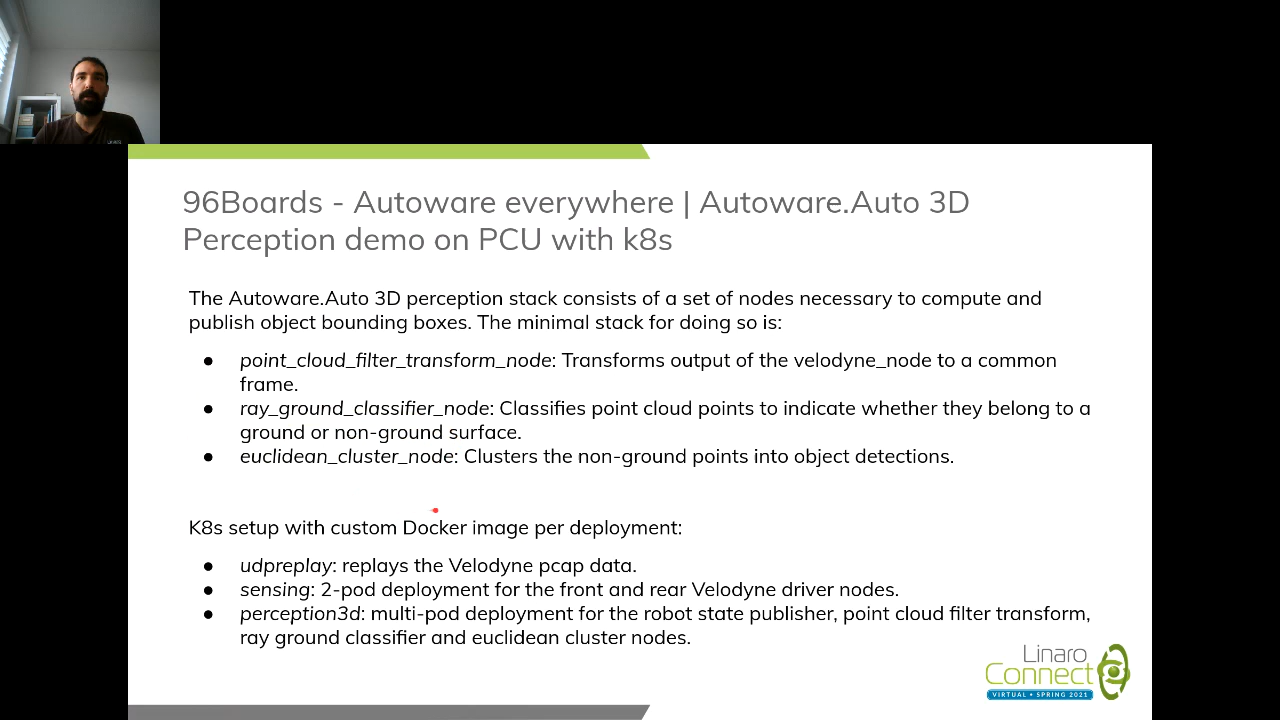 96Boards - Autoware everywhere | Autoware.Auto 3D
Perception demo on PCU with k8s
The Autoware.Auto 3D perception stack consists of a set of nodes necessary to compute and
publish object bounding boxes. The minimal stack for doing so is:
● point_cloud_filter_transform_node: Transforms output of the velodyne_node to a common
frame.
● ray_ground_classifier_node: Classifies point cloud points to indicate whether they belong to a
ground or non-ground surface.
● euclidean_cluster_node: Clusters the non-ground points into object detections.
K8s setup with custom Docker image per deployment:
● udpreplay: replays the Velodyne pcap data.
● sensing: 2-pod deployment for the front and rear Velodyne driver nodes.
● perception3d: multi-pod deployment for the robot state publisher, point cloud filter transform,
ray ground classifier and euclidean cluster nodes.
Linaro
Connect
VIRTUAL • SPRING 2021